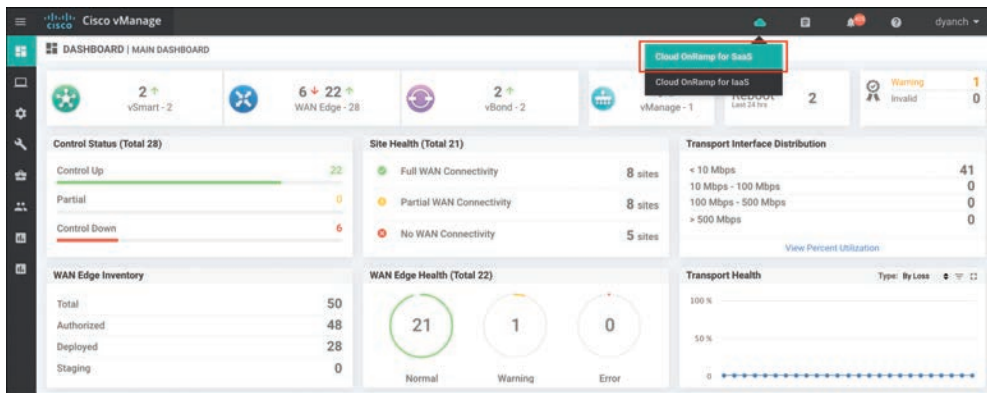 cisco Cisco vManage
dyanch
DASHBOARD | MAIN DASHBOARD
Cloud OnRamp for SaaS
Cloud OnRamp for IaaS
2
vSmart - 2
6 22
WAN Edge - 28
2
vBond - 2
vManage - 1
Reboot
Last 24 hrs
2
Warning 1
Invalid 0
Control Status (Total 28)
Control Up 22
Partial 0
Control Down 6
Site Health (Total 21)
Full WAN Connectivity 8 sites
Partial WAN Connectivity 8 sites
No WAN Connectivity 5 sites
Transport Interface Distribution
< 10 Mbps 41
10 Mbps - 100 Mbps 0
100 Mbps - 500 Mbps 0
> 500 Mbps 0
View Percent Utilization
WAN Edge Inventory
Total 50
Authorized 48
Deployed 28
Staging 0
WAN Edge Health (Total 22)
21 1 0
Normal Warning Error
Transport Health Type: By Loss
100 %
50 %
0